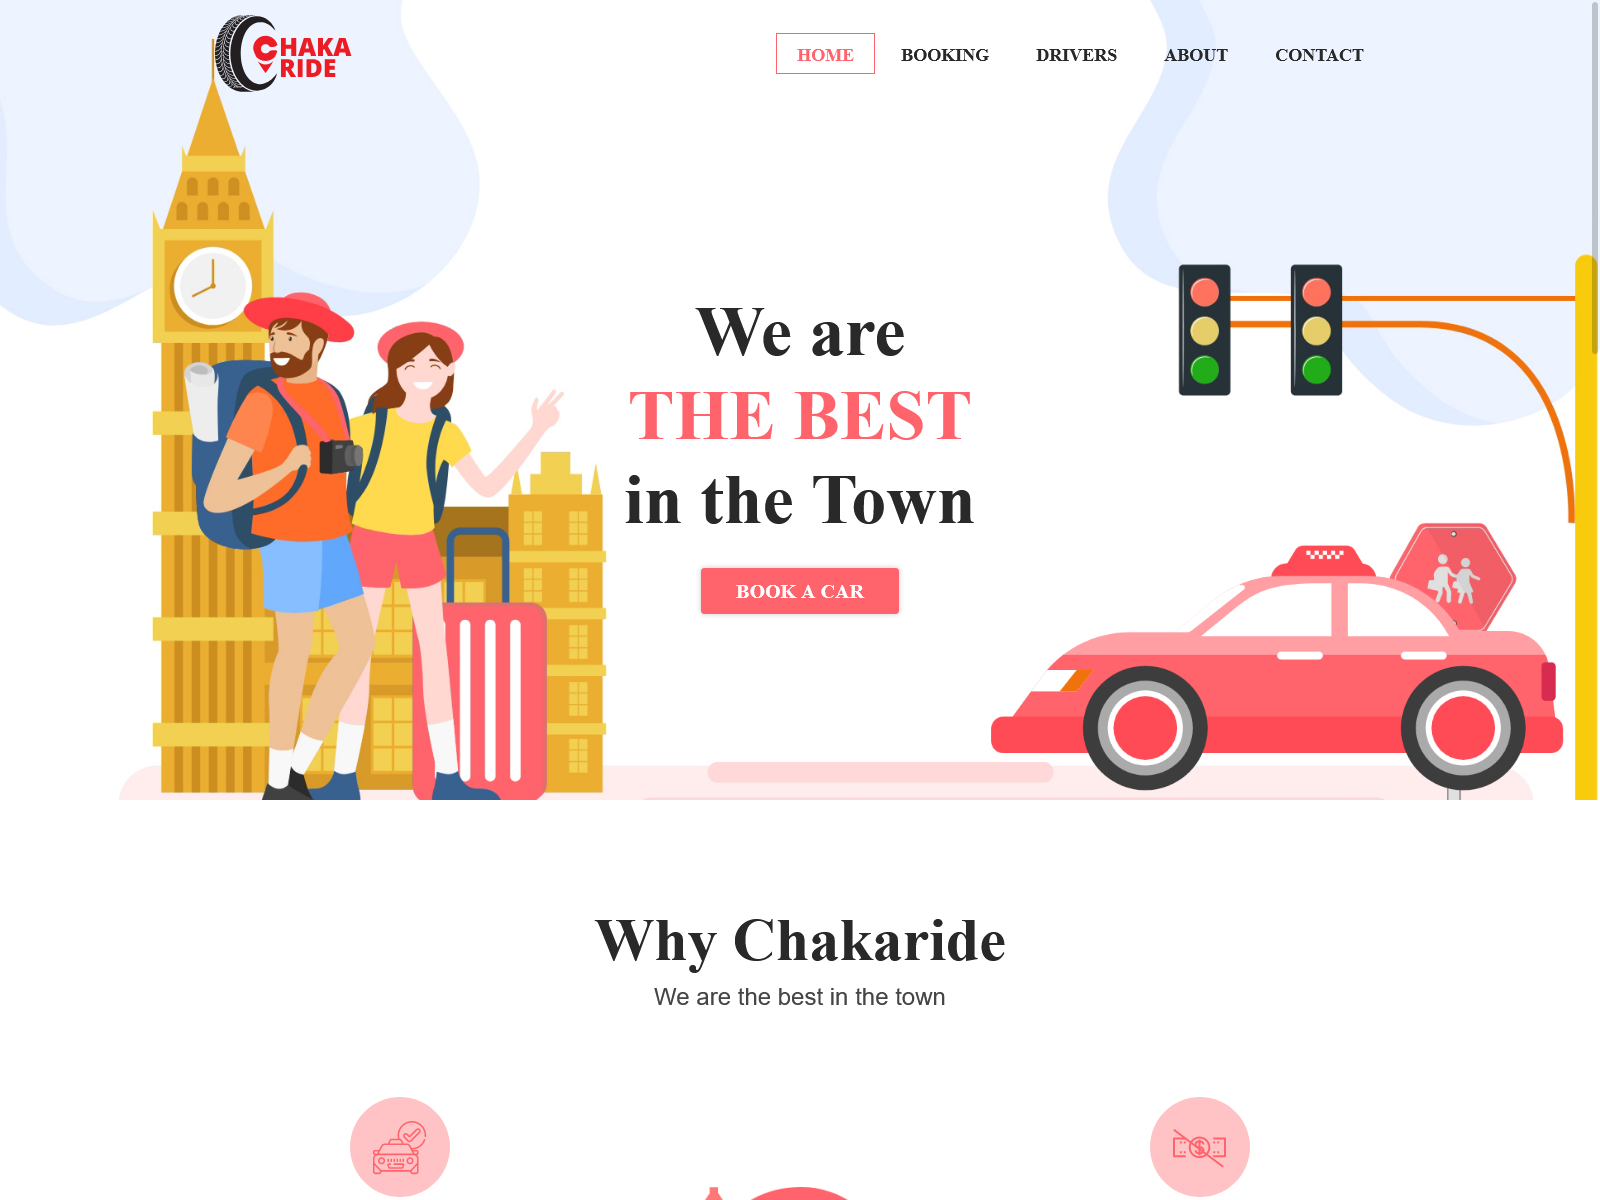 CHAKA
RIDE
HOME
BOOKING
DRIVERS
ABOUT
CONTACT
We are
THE BEST
in the Town
BOOK A CAR
Why Chakaride
We are the best in the town
$